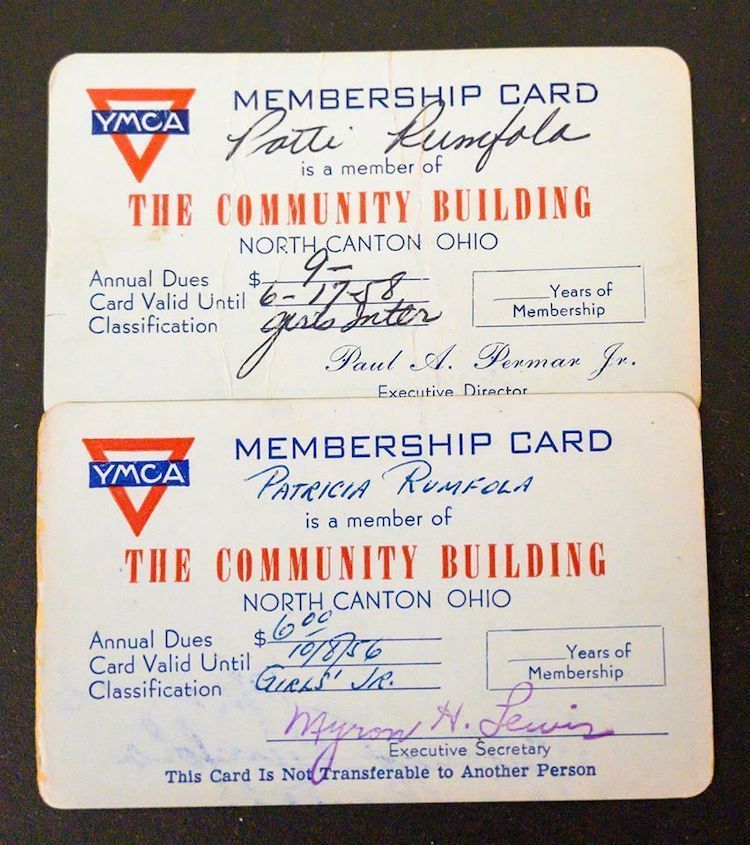 MEMBERSHIP CARD
YMCA
Patti Rumfola
is a member of
THE COMMUNITY BUILDING
NORTH CANTON OHIO
Annual Dues $ 9-
Card Valid Until 6-17-58
Classification Girls Inter
Years of
Membership
Paul A. Permar Jr.
Executive Director
MEMBERSHIP CARD
YMCA
PATRICIA RUMFOLA
is a member of
THE COMMUNITY BUILDING
NORTH CANTON OHIO
Annual Dues $ 6.00
Card Valid Until 10/8/56
Classification GIRLS' JR.
Years of
Membership
Myron H. Lewis
Executive Secretary
This Card Is Not Transferable to Another Person